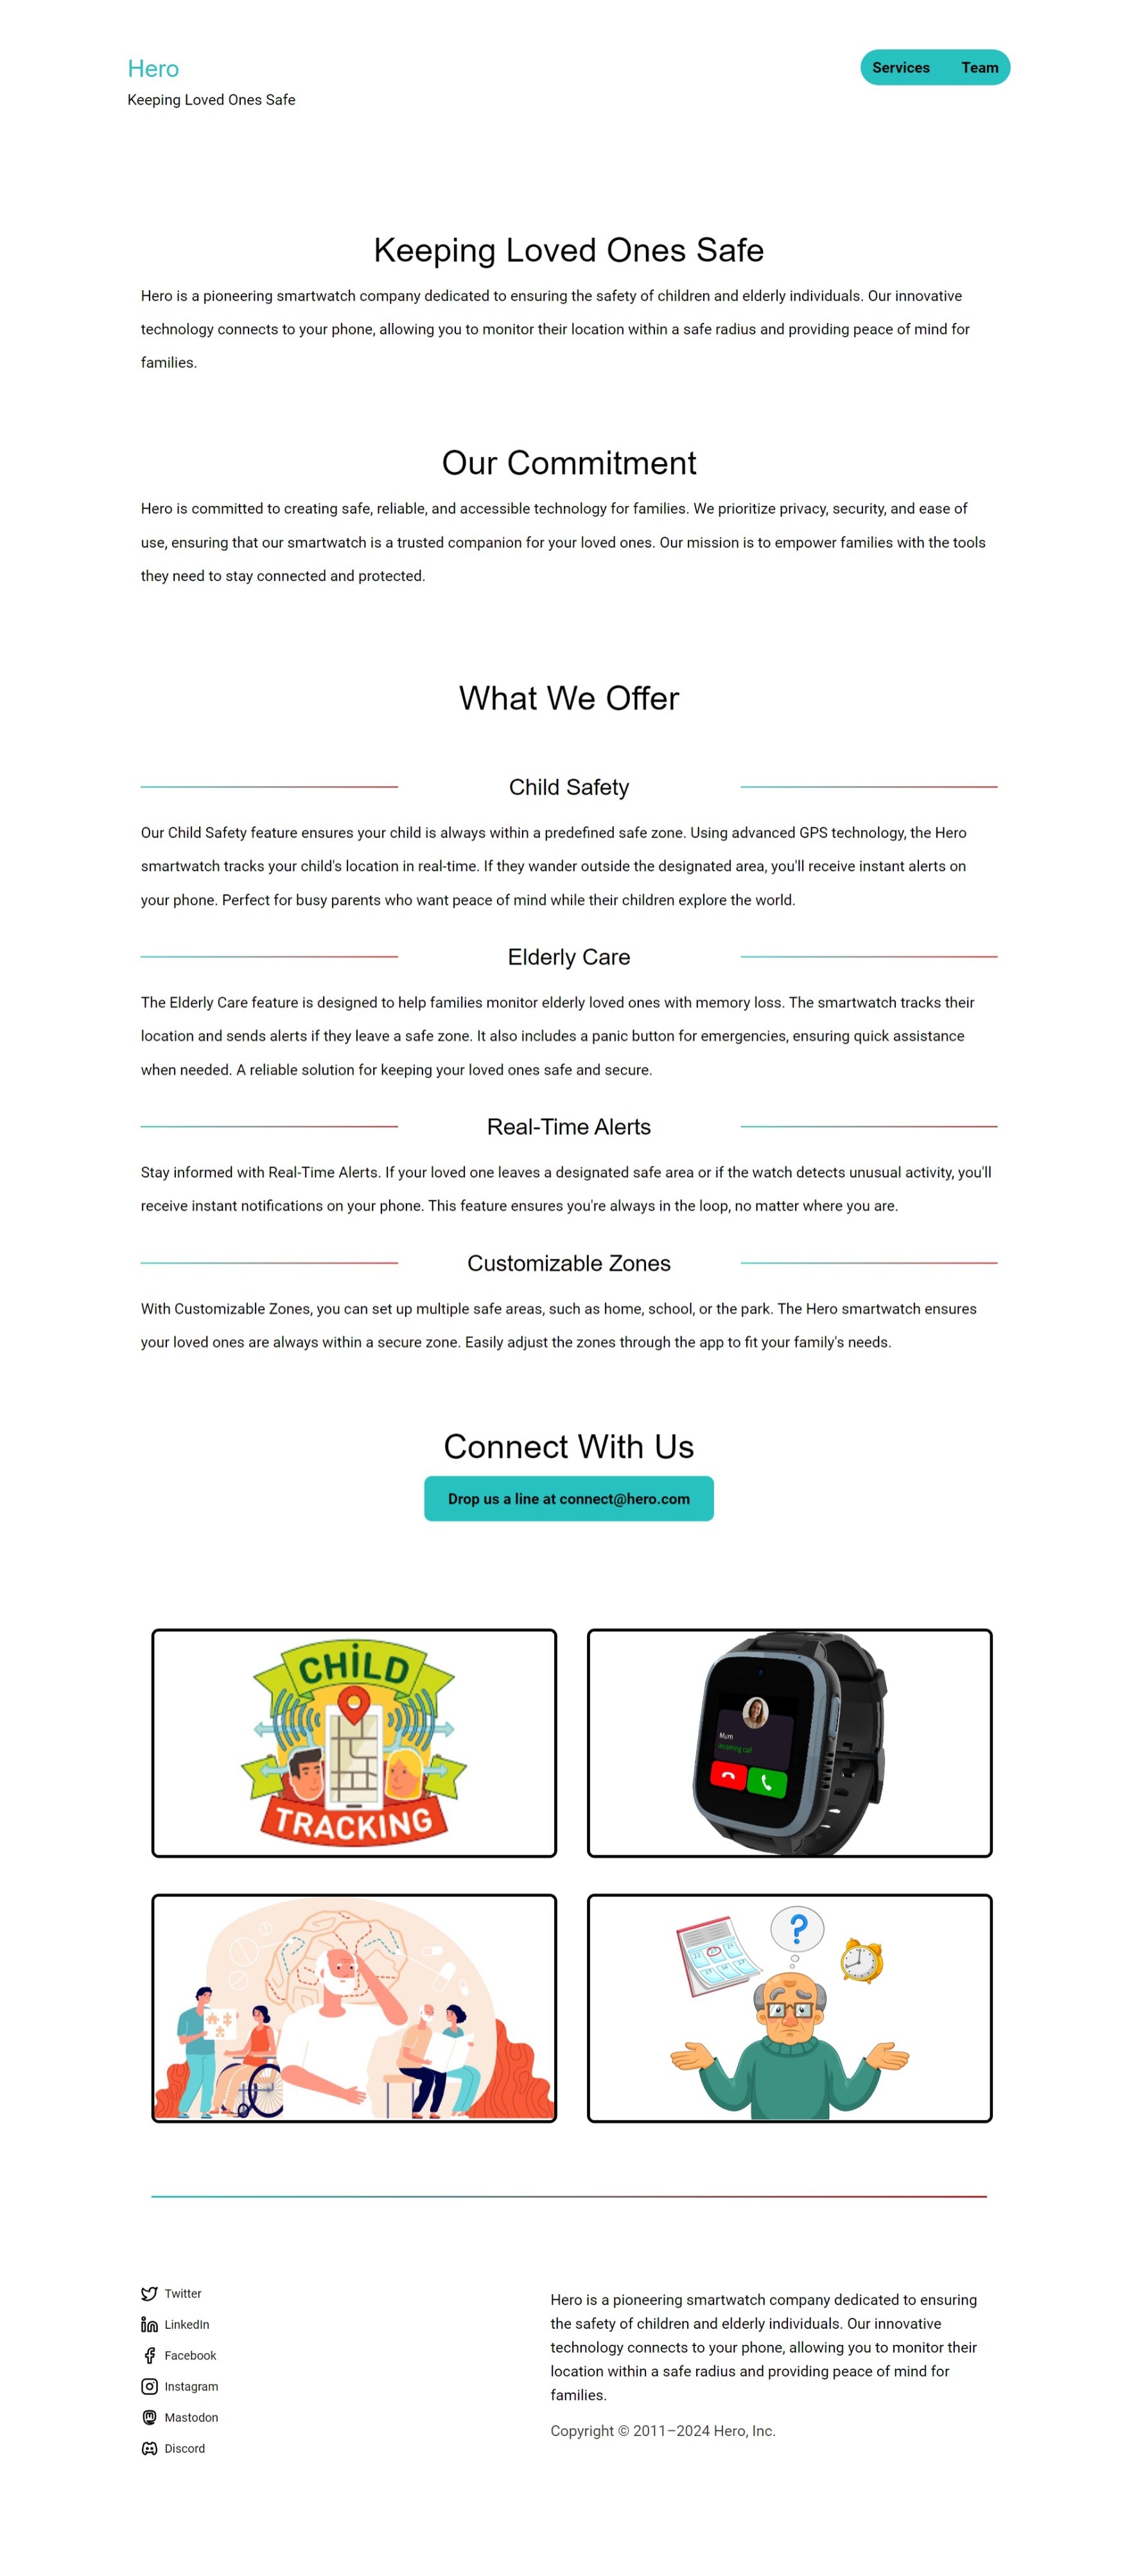 Hero
Services Team
Keeping Loved Ones Safe
Keeping Loved Ones Safe
Hero is a pioneering smartwatch company dedicated to ensuring the safety of children and elderly individuals. Our innovative
technology connects to your phone, allowing you to monitor their location within a safe radius and providing peace of mind for
families.
Our Commitment
Hero is committed to creating safe, reliable, and accessible technology for families. We prioritize privacy, security, and ease of
use, ensuring that our smartwatch is a trusted companion for your loved ones. Our mission is to empower families with the tools
they need to stay connected and protected.
What We Offer
Child Safety
Our Child Safety feature ensures your child is always within a predefined safe zone. Using advanced GPS technology, the Hero
smartwatch tracks your child's location in real-time. If they wander outside the designated area, you'll receive instant alerts on
your phone. Perfect for busy parents who want peace of mind while their children explore the world.
Elderly Care
The Elderly Care feature is designed to help families monitor elderly loved ones with memory loss. The smartwatch tracks their
location and sends alerts if they leave a safe zone. It also includes a panic button for emergencies, ensuring quick assistance
when needed. A reliable solution for keeping your loved ones safe and secure.
Real-Time Alerts
Stay informed with Real-Time Alerts. If your loved one leaves a designated safe area or if the watch detects unusual activity, you'll
receive instant notifications on your phone. This feature ensures you're always in the loop, no matter where you are.
Customizable Zones
With Customizable Zones, you can set up multiple safe areas, such as home, school, or the park. The Hero smartwatch ensures
your loved ones are always within a secure zone. Easily adjust the zones through the app to fit your family's needs.
Connect With Us
Drop us a line at connect@hero.com
CHiLD
TRACKING
Mum
incoming call
?
Twitter
LinkedIn
Facebook
Instagram
Mastodon
Discord
Hero is a pioneering smartwatch company dedicated to ensuring
the safety of children and elderly individuals. Our innovative
technology connects to your phone, allowing you to monitor their
location within a safe radius and providing peace of mind for
families.
Copyright © 2011–2024 Hero, Inc.